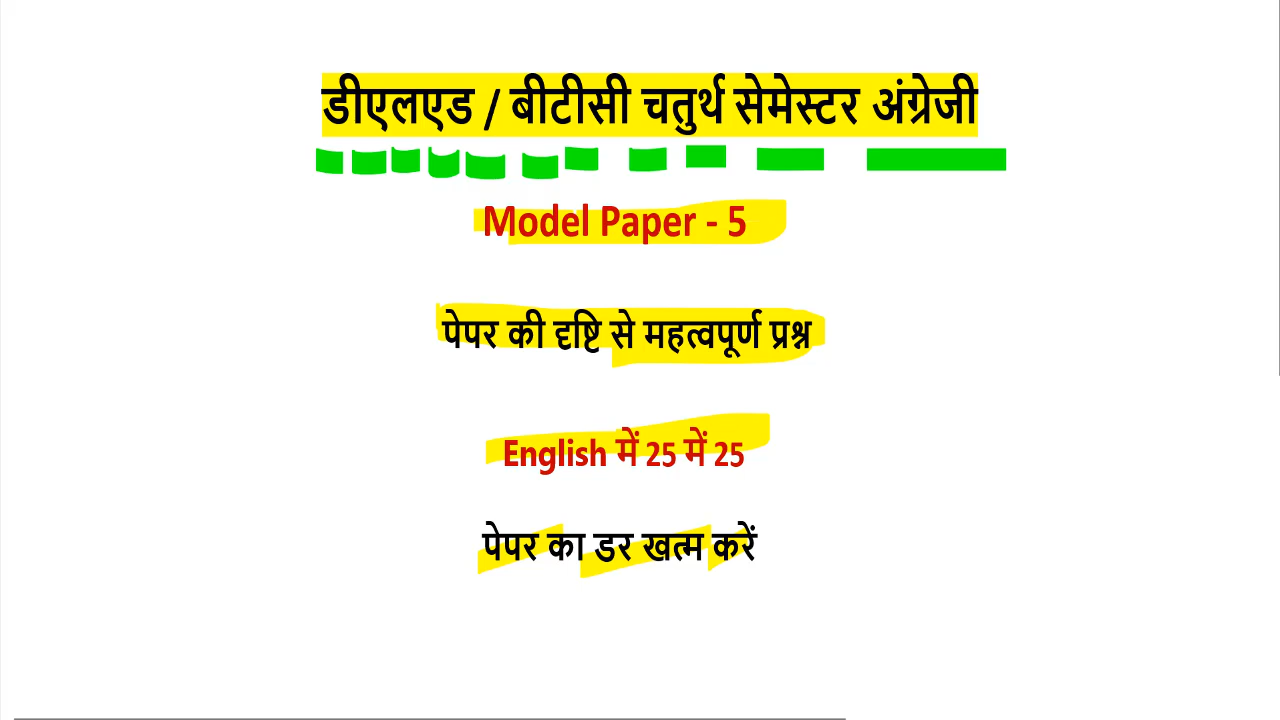 डीएलएड / बीटीसी चतुर्थ सेमेस्टर अंग्रेजी
Model Paper - 5
पेपर की दृष्टि से महत्वपूर्ण प्रश्न
English में 25 में 25
पेपर का डर खत्म करें